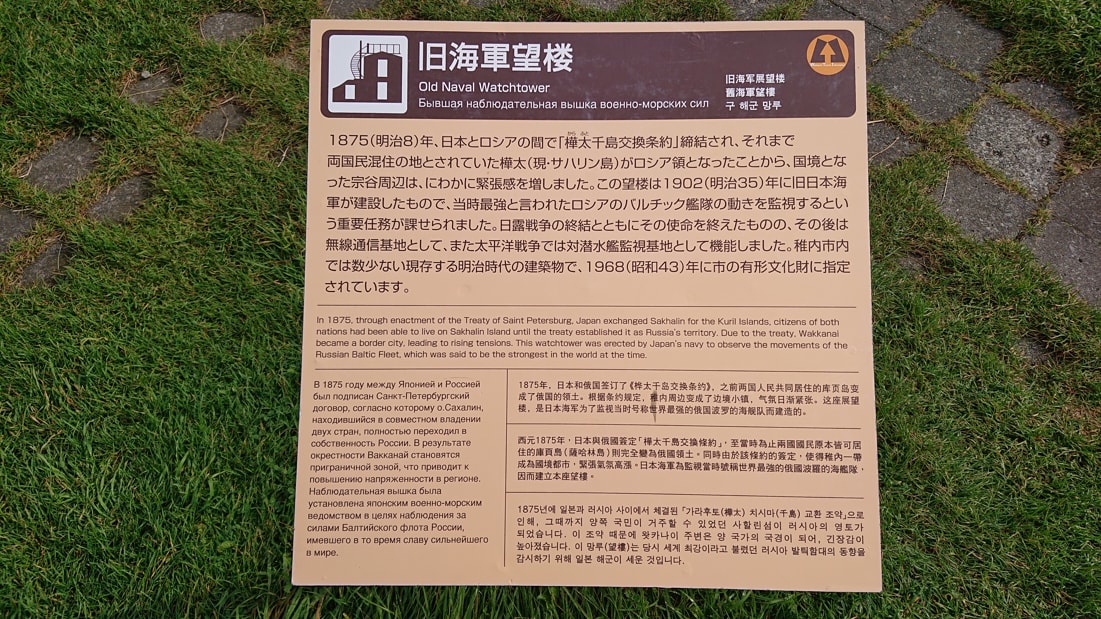 旧海軍望楼
Old Naval Watchtower
Бывшая наблюдательная вышка военно-морских сил
旧海军展望楼
舊海軍望樓
구 해군 망루
1875(明治8)年、日本とロシアの間で「樺太千島交換条約」締結され、それまで
両国民混住の地とされていた樺太(現・サハリン島)がロシア領となったことから、国境とな
った宗谷周辺は、にわかに緊張感を増しました。この望楼は1902(明治35)年に旧日本海
軍が建設したもので、当時最強と言われたロシアのバルチック艦隊の動きを監視するとい
う重要任務が課せられました。日露戦争の終結とともにその使命を終えたものの、その後は
無線通信基地として、また太平洋戦争では対潜水艦監視基地として機能しました。稚内市内
では数少ない現存する明治時代の建築物で、1968(昭和43)年に市の有形文化財に指定
されています。
In 1875, through enactment of the Treaty of Saint Petersburg, Japan exchanged Sakhalin for the Kuril Islands, citizens of both
nations had been able to live on Sakhalin Island until the treaty established it as Russia's territory. Due to the treaty, Wakkanai
became a border city, leading to rising tensions. This watchtower was erected by Japan's navy to observe the movements of the
Russian Baltic Fleet, which was said to be the strongest in the world at the time.
В 1875 году между Японией и Россией
был подписан Санкт-Петербургский
договор, согласно которому о.Сахалин,
находившийся в совместном владении
двух стран, полностью переходил в
собственность России. В результате
окрестности Вакканай становятся
приграничной зоной, что приводит к
повышению напряженности в регионе.
Наблюдательная вышка была
установлена японским военно-морским
ведомством в целях наблюдения за
силами Балтийского флота России,
имевшего в то время славу сильнейшего
в мире.
1875年，日本和俄国签订了《桦太千岛交换条约》，之前两国人民共同居住的库页岛变
成了俄国的领土。根据条约规定，稚内周边变成了边境小镇，气氛日渐紧张。这座展望
楼，是日本海军为了监视当时号称世界最强的俄国波罗的海舰队而建造的。
西元1875年，日本與俄國簽定「樺太千島交換條約」，至當時為止兩國國民原本皆可居
住的庫頁島(薩哈林島)則完全變為俄國領土。同時由於該條約的簽定，使得稚內一帶
成為國境都市，緊張氣氛高漲。日本海軍為監視當時號稱世界最強的俄國波羅的海艦隊，
因而建立本座望樓。
1875년에 일본과 러시아 사이에서 체결된 「가라후토(樺太) 치시마(千島) 교환 조약」으로
인해, 그때까지 양쪽 국민이 거주할 수 있었던 사할린섬이 러시아의 영토가
되었습니다. 이 조약 때문에 왓카나이 주변은 양 국가의 국경이 되어, 긴장감이
높아졌습니다. 이 망루(望樓)는 당시 세계 최강이라고 불렸던 러시아 발틱함대의 동향을
감시하기 위해 일본 해군이 세운 것입니다.